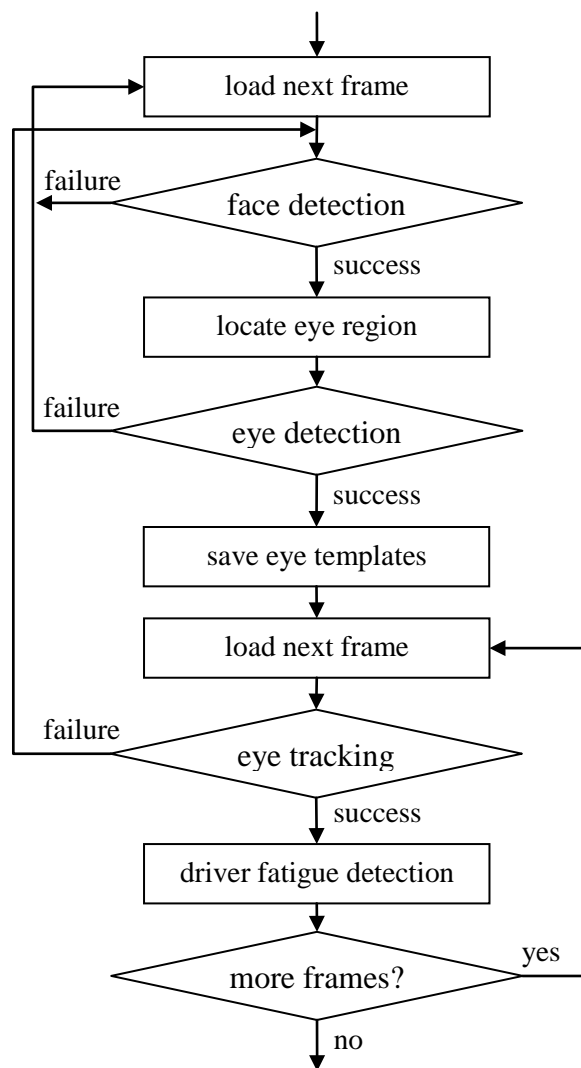 load next frame
failure
face detection
success
locate eye region
failure
eye detection
success
save eye templates
load next frame
failure
eye tracking
success
driver fatigue detection
yes
more frames?
no